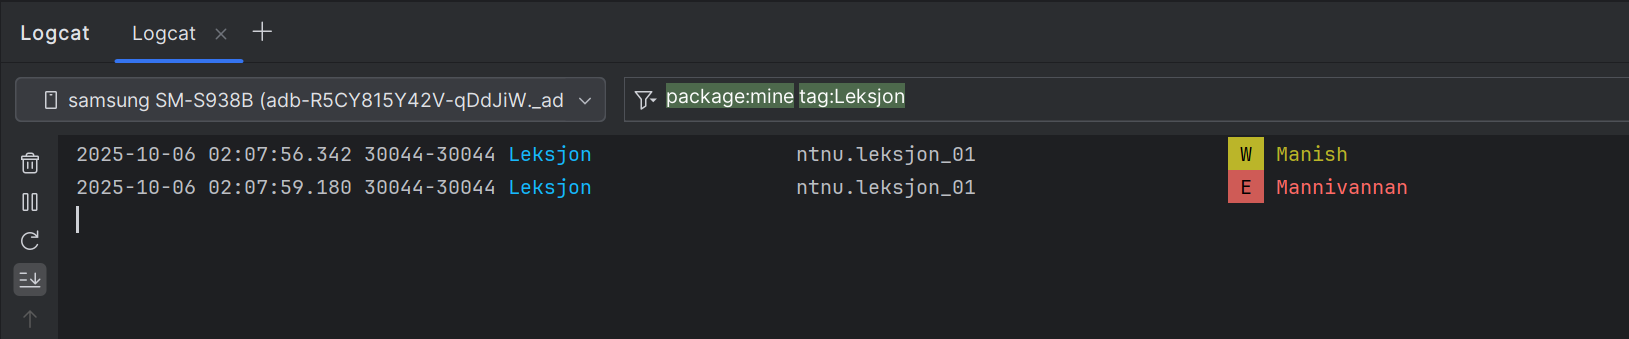 Logcat Logcat
samsung SM-S938B (adb-R5CY815Y42V-qDdJiW._ad package:mine tag:Leksjon
2025-10-06 02:07:56.342 30044-30044 Leksjon ntnu.leksjon_01 W Manish
2025-10-06 02:07:59.180 30044-30044 Leksjon ntnu.leksjon_01 E Mannivannan